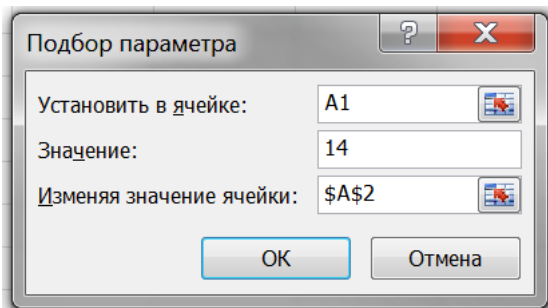 Подбор параметра
Установить в ячейке: A1
Значение: 14
Изменяя значение ячейки: $A$2
ОК Отмена